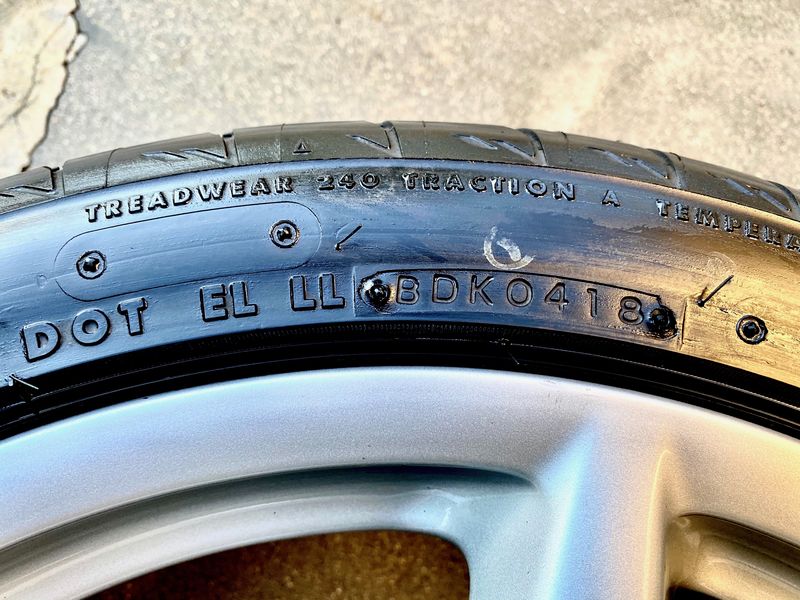 TREADWEAR 240 TRACTION A TEMPERA
DOT EL LL BDK0418